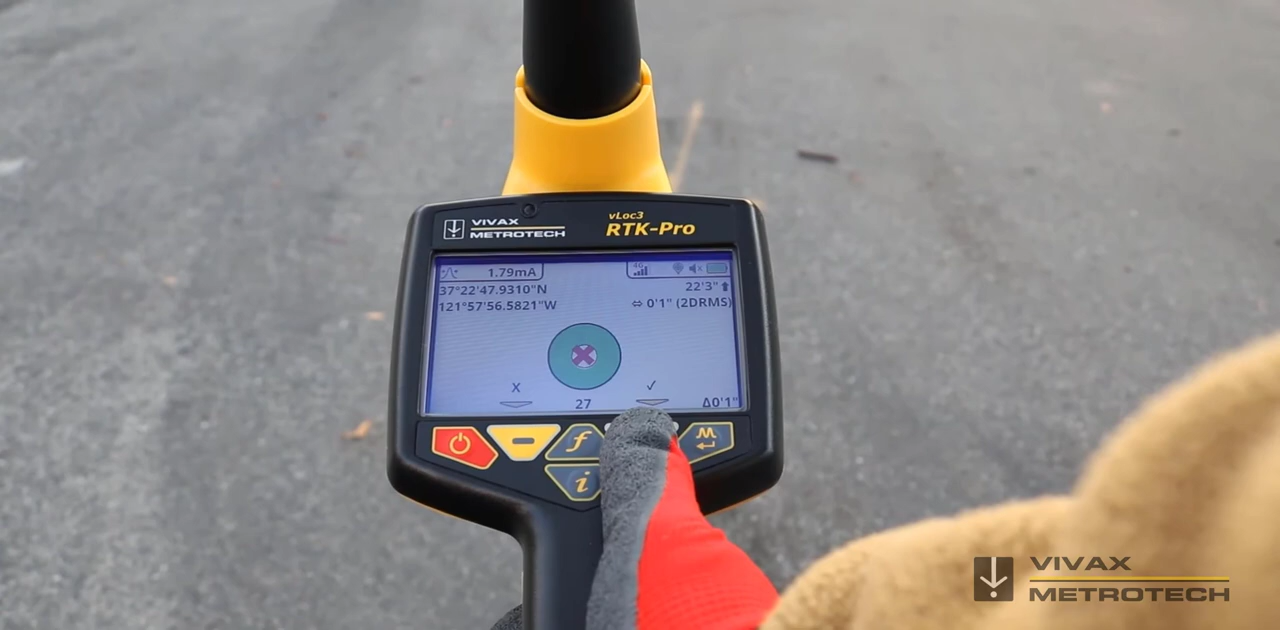 VIVAX
METROTECH
vLoc3
RTK-Pro
1.79mA
4G
37°22'47.9310"N
22'3"
121°57'56.5821"W
⇔ 0'1" (2DRMS)
X
✓
27
Δ0'1"
f
M
i
VIVAX
METROTECH